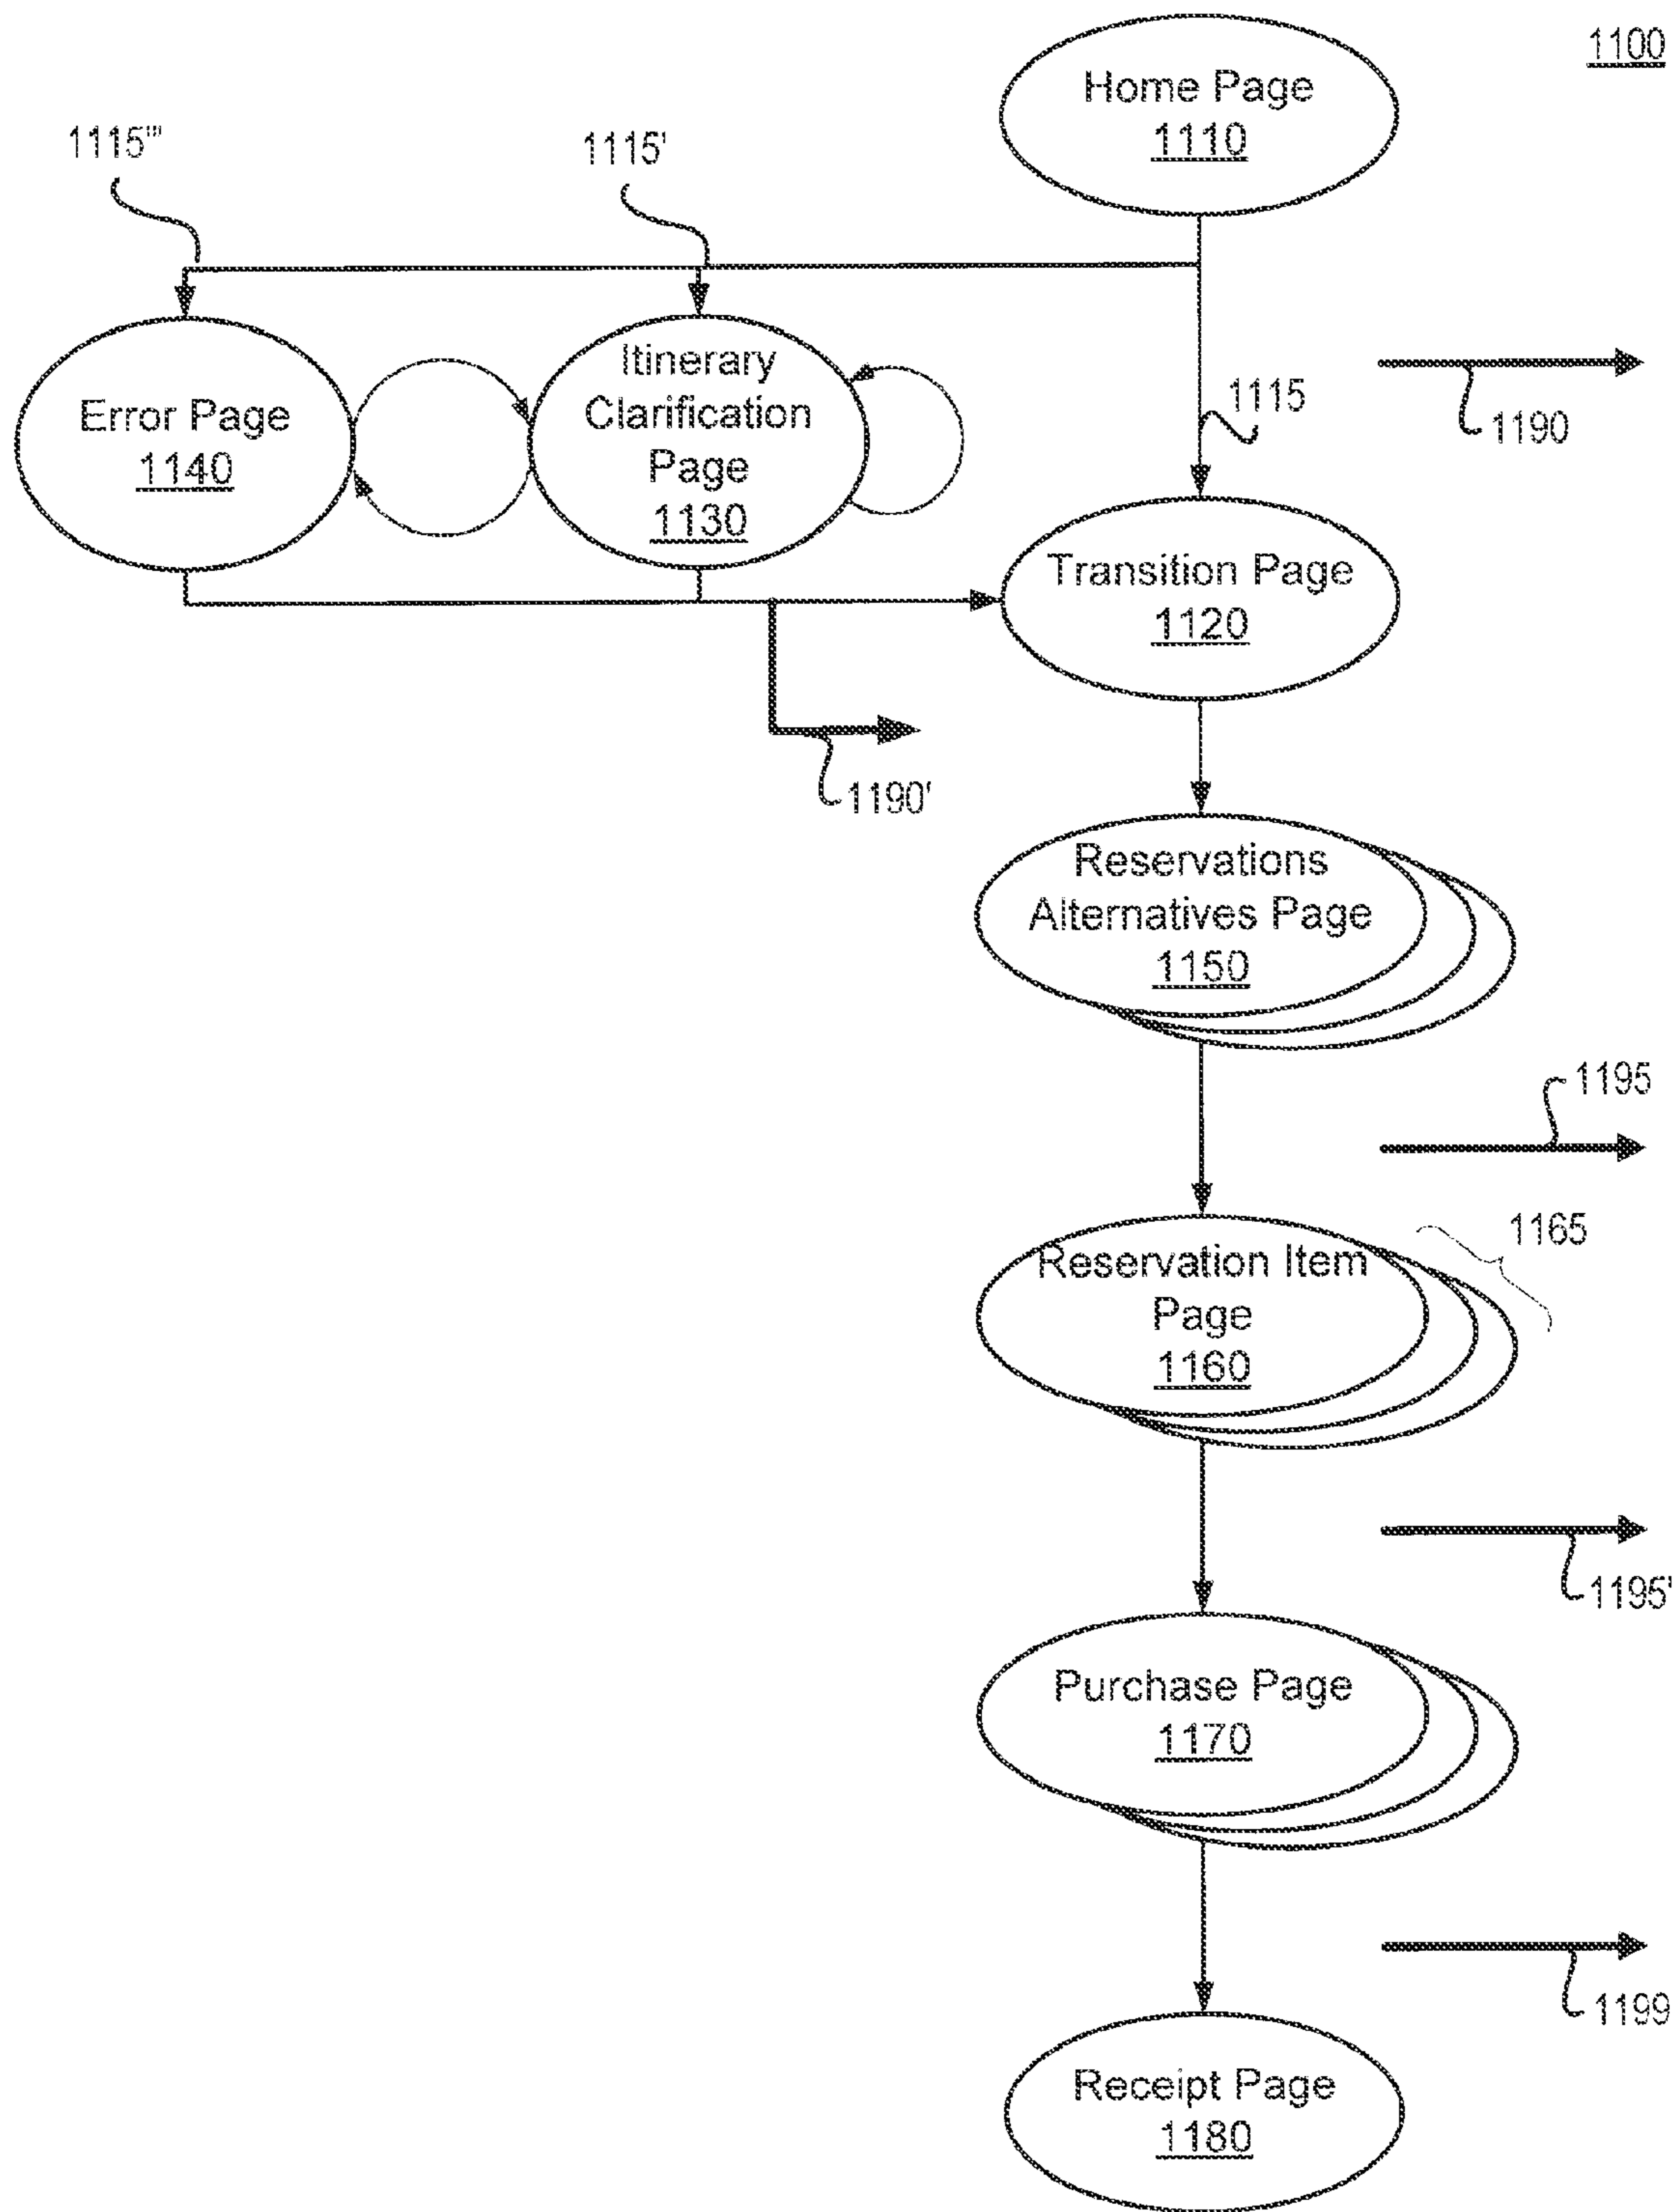 1100
Home Page
1110
1115'''
1115'
Error Page
1140
Itinerary
Clarification
Page
1130
1115
1190
Transition Page
1120
1190'
Reservations
Alternatives Page
1150
1195
1165
Reservation Item
Page
1160
1195'
Purchase Page
1170
1199
Receipt Page
1180